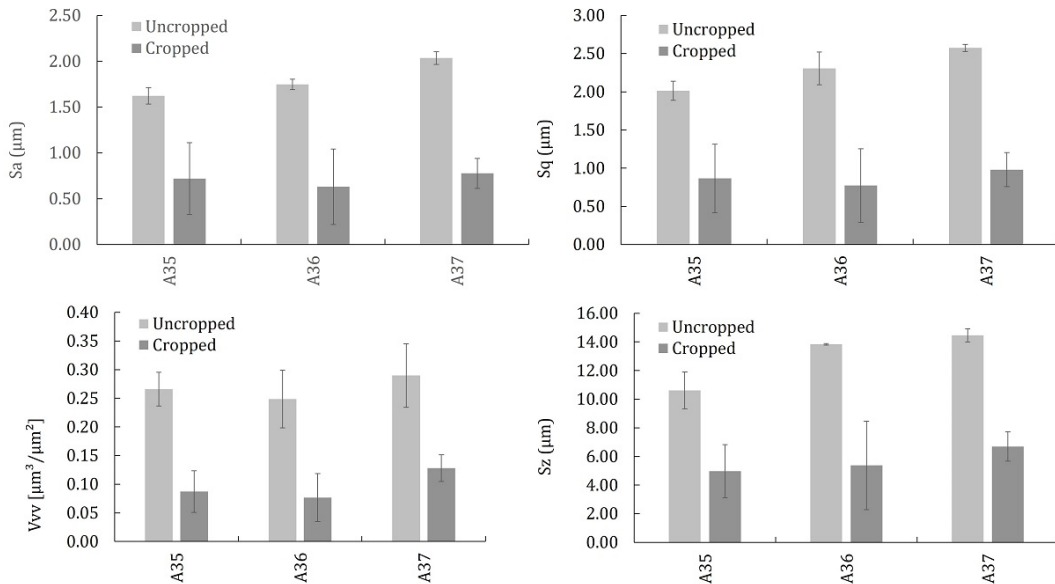 2.50
2.00
1.50
1.00
0.50
0.00
Sa (μm)
Uncropped
Cropped
A35
A36
A37
3.00
2.50
2.00
1.50
1.00
0.50
0.00
Sq (μm)
Uncropped
Cropped
A35
A36
A37
0.40
0.35
0.30
0.25
0.20
0.15
0.10
0.05
0.00
Vvv [μm³/μm²]
Uncropped
Cropped
A35
A36
A37
16.00
14.00
12.00
10.00
8.00
6.00
4.00
2.00
0.00
Sz (μm)
Uncropped
Cropped
A35
A36
A37